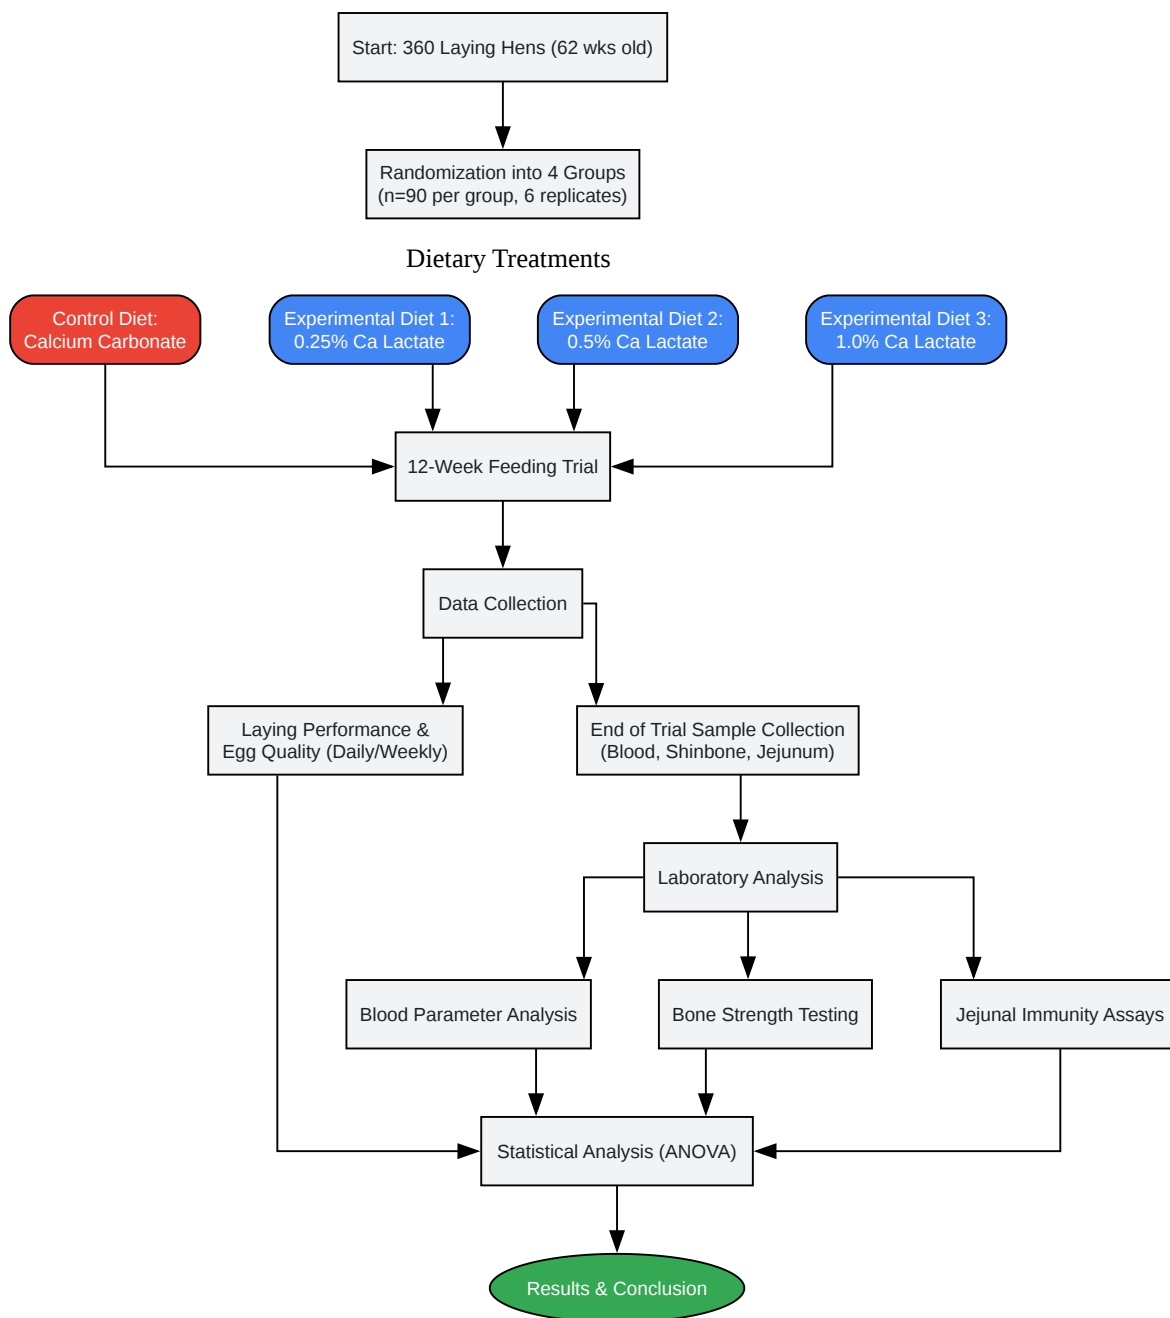 Start: 360 Laying Hens (62 wks old)
Randomization into 4 Groups
(n=90 per group, 6 replicates)
Dietary Treatments
Control Diet:
Calcium Carbonate
Experimental Diet 1:
0.25% Ca Lactate
Experimental Diet 2:
0.5% Ca Lactate
Experimental Diet 3:
1.0% Ca Lactate
12-Week Feeding Trial
Data Collection
Laying Performance &
Egg Quality (Daily/Weekly)
End of Trial Sample Collection
(Blood, Shinbone, Jejunum)
Laboratory Analysis
Blood Parameter Analysis
Bone Strength Testing
Jejunal Immunity Assays
Statistical Analysis (ANOVA)
Results & Conclusion